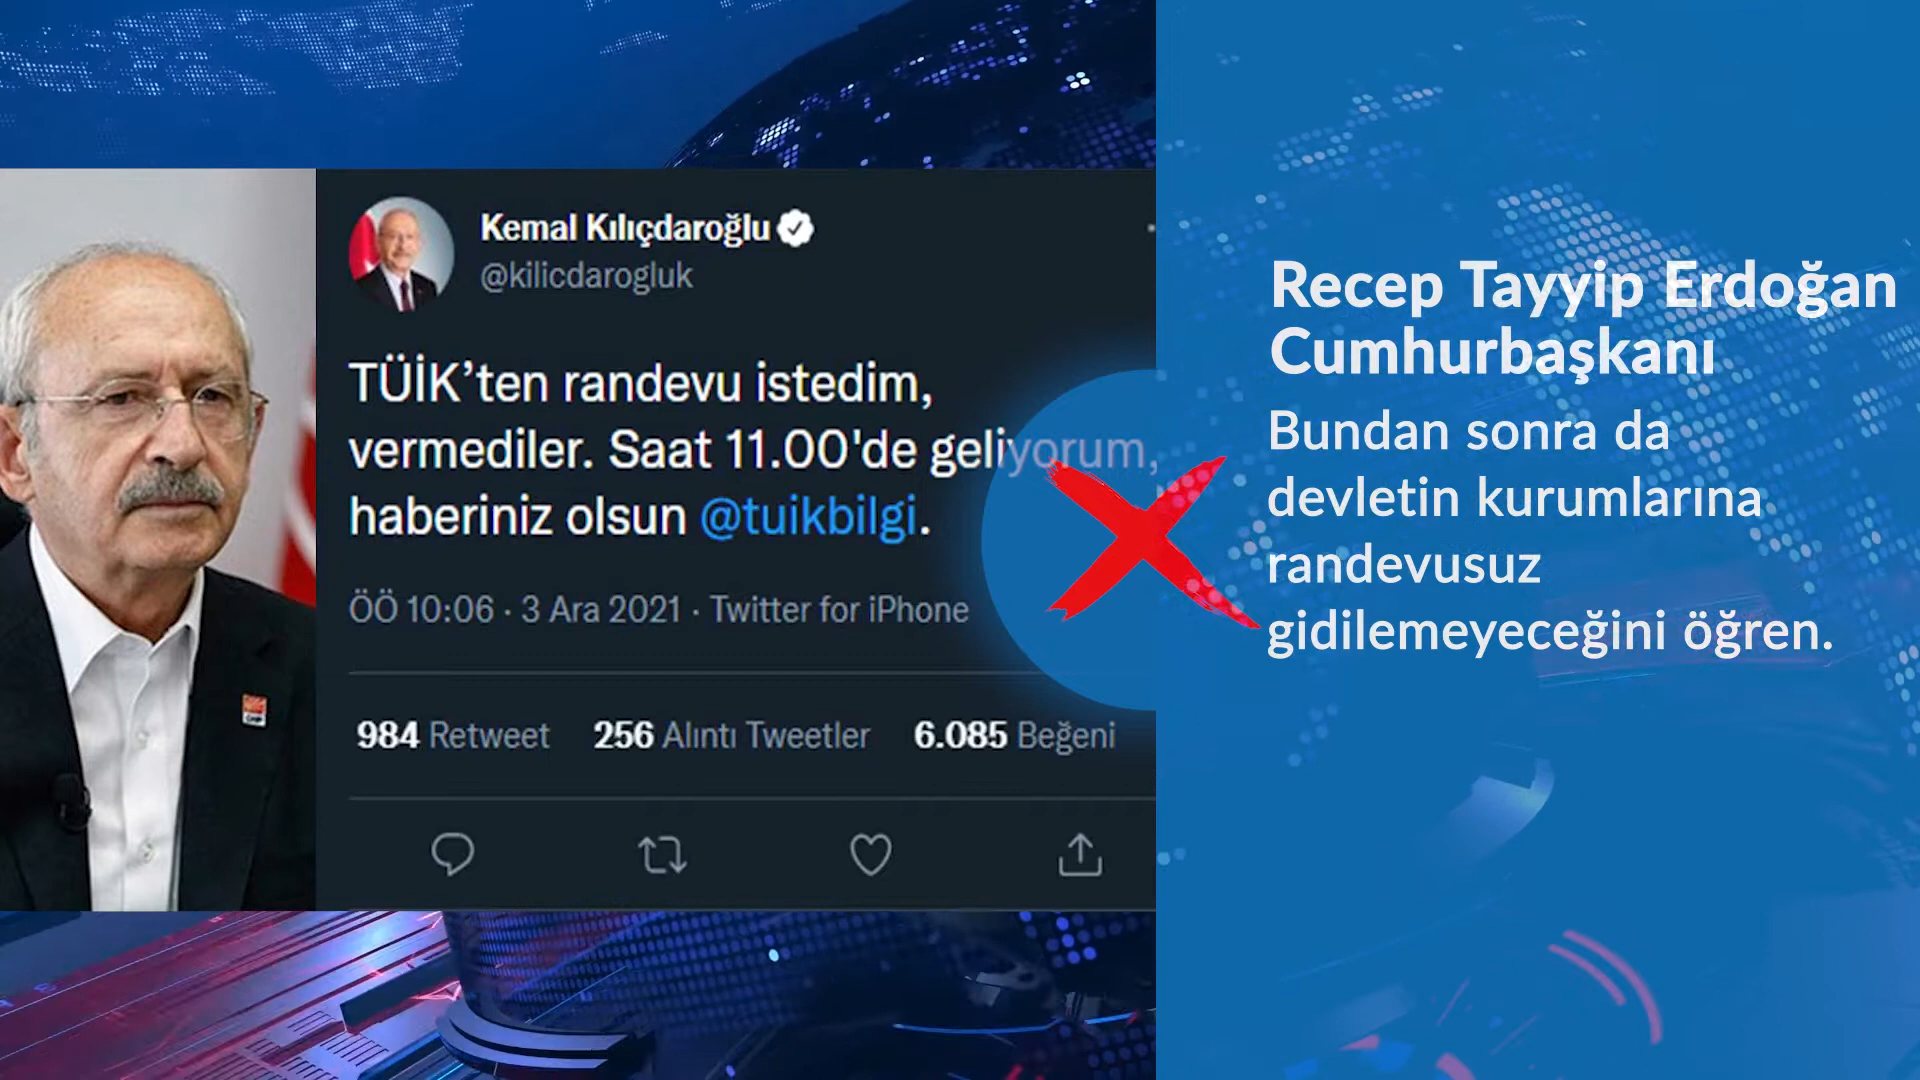 Kemal Kılıçdaroğlu
@kilicdarogluk
TÜİK’ten randevu istedim,
vermediler. Saat 11.00'de geliyorum,
haberiniz olsun @tuikbilgi.
ÖÖ 10:06 · 3 Ara 2021 · Twitter for iPhone
984 Retweet 256 Alıntı Tweetler 6.085 Beğeni
Recep Tayyip Erdoğan
Cumhurbaşkanı
Bundan sonra da
devletin kurumlarına
randevusuz
gidilemeyeceğini öğren.
CHP